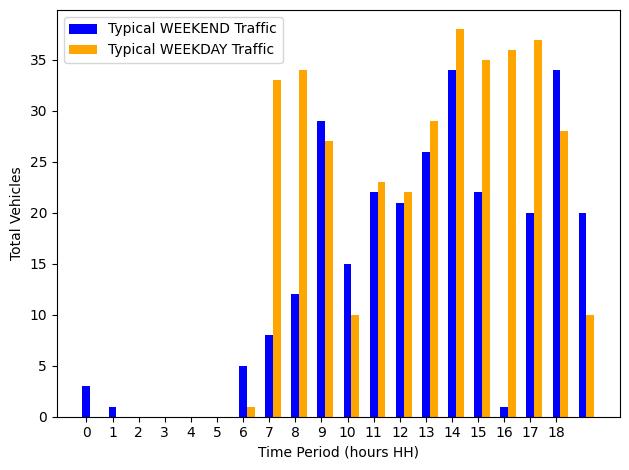 Typical WEEKEND Traffic
Typical WEEKDAY Traffic
Total Vehicles
35
30
25
20
15
10
5
0
0 1 2 3 4 5 6 7 8 9 10 11 12 13 14 15 16 17 18
Time Period (hours HH)